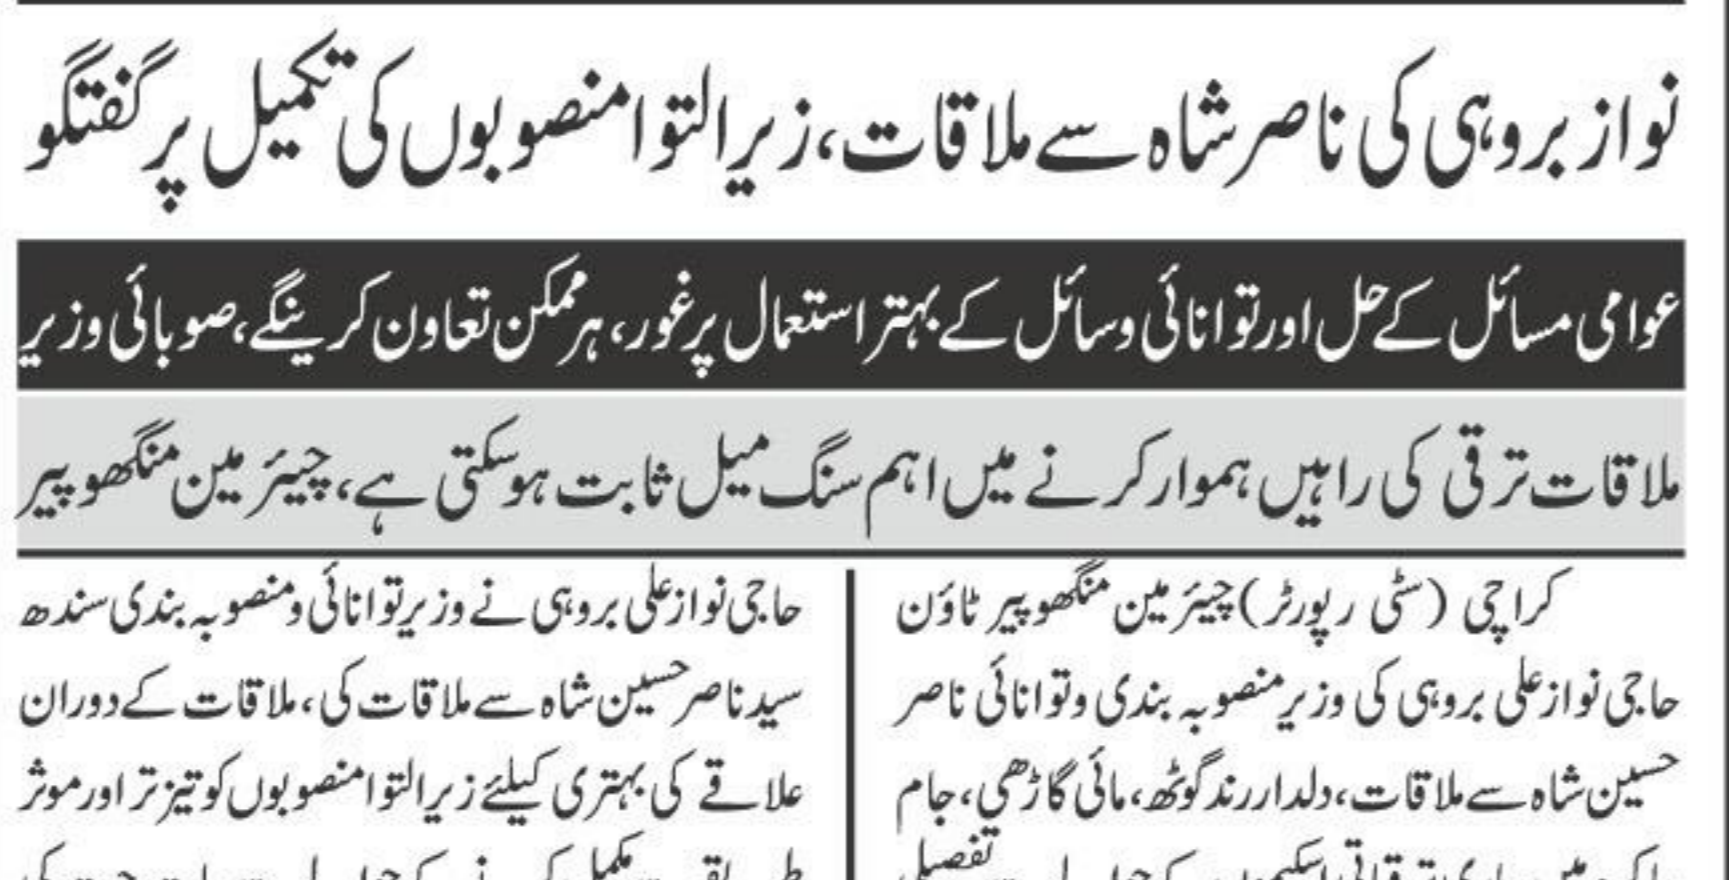 نواز بروہی کی ناصر شاہ سے ملاقات، زیر التوا منصوبوں کی تکمیل پر گفتگو
عوامی مسائل کے حل اور توانائی وسائل کے بہتر استعمال پر غور، ہر ممکن تعاون کرینگے، صوبائی وزیر
ملاقات ترقی کی راہیں ہموار کرنے میں اہم سنگ میل ثابت ہوسکتی ہے، چیئرمین منگھوپیر
کراچی (سٹی رپورٹر) چیئرمین منگھوپیر ٹاؤن
حاجی نواز علی بروہی کی وزیر منصوبہ بندی وتوانائی ناصر
حسین شاہ سے ملاقات، دلدار رند گوٹھ، مائی گاڑھی، جام
تفصیلی
حاجی نواز علی بروہی نے وزیر توانائی ومنصوبہ بندی سندھ
سید ناصر حسین شاہ سے ملاقات کی، ملاقات کے دوران
علاقے کی بہتری کیلئے زیر التوا منصوبوں کو تیز تر اور موثر